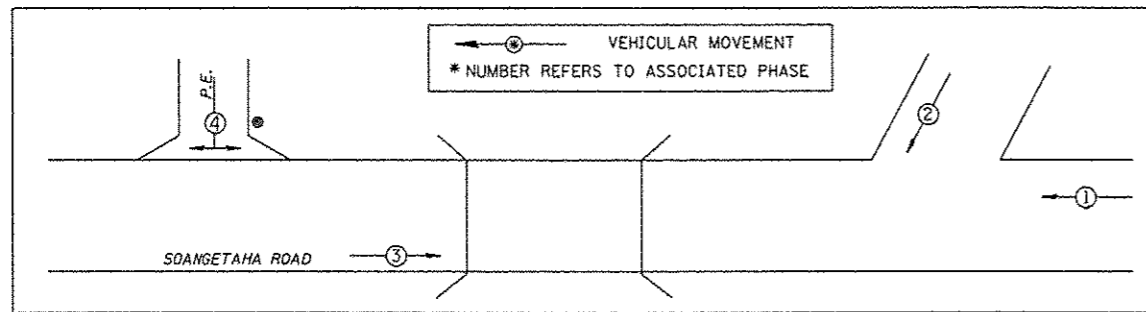 * VEHICULAR MOVEMENT
* NUMBER REFERS TO ASSOCIATED PHASE
P.E.
4
2
1
SOANGETAHA ROAD
3